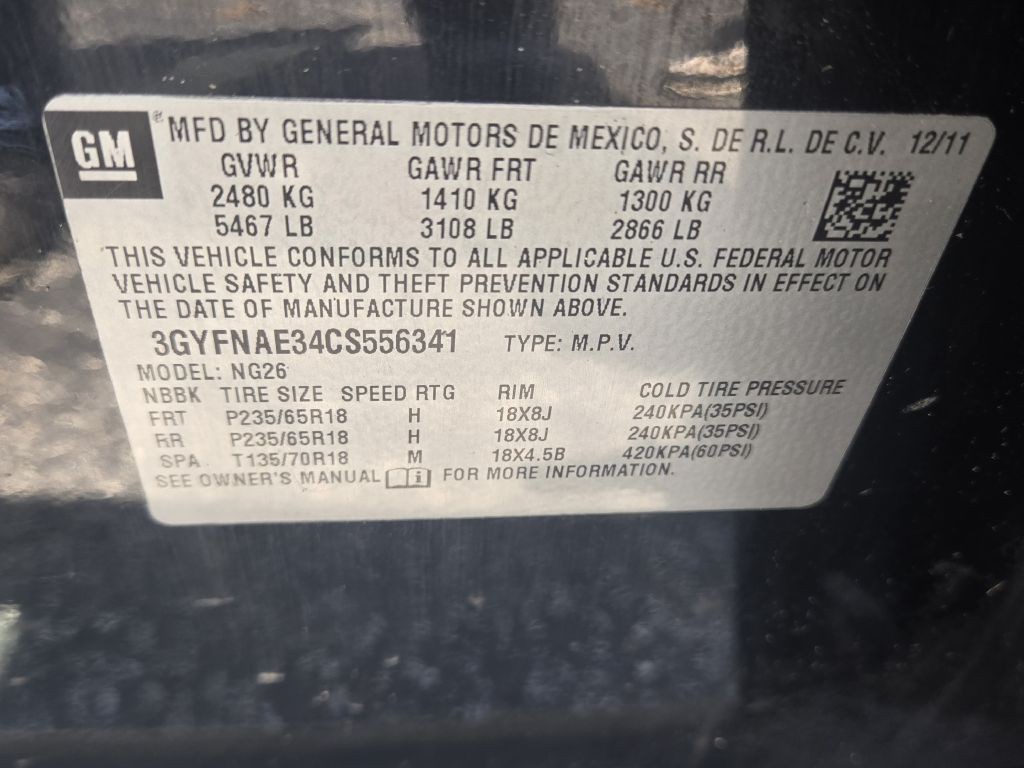 GM® MFD BY GENERAL MOTORS DE MEXICO, S. DE R.L. DE C.V. 12/11
GVWR GAWR FRT GAWR RR
2480 KG 1410 KG 1300 KG
5467 LB 3108 LB 2866 LB
THIS VEHICLE CONFORMS TO ALL APPLICABLE U.S. FEDERAL MOTOR
VEHICLE SAFETY AND THEFT PREVENTION STANDARDS IN EFFECT ON
THE DATE OF MANUFACTURE SHOWN ABOVE.
3GYFNAE34CS556341 TYPE: M.P.V.
MODEL: NG26
NBBK TIRE SIZE SPEED RTG RIM COLD TIRE PRESSURE
FRT P235/65R18 H 18X8J 240KPA(35PSI)
RR P235/65R18 H 18X8J 240KPA(35PSI)
SPA T135/70R18 M 18X4.5B 420KPA(60PSI)
SEE OWNER'S MANUAL i FOR MORE INFORMATION.